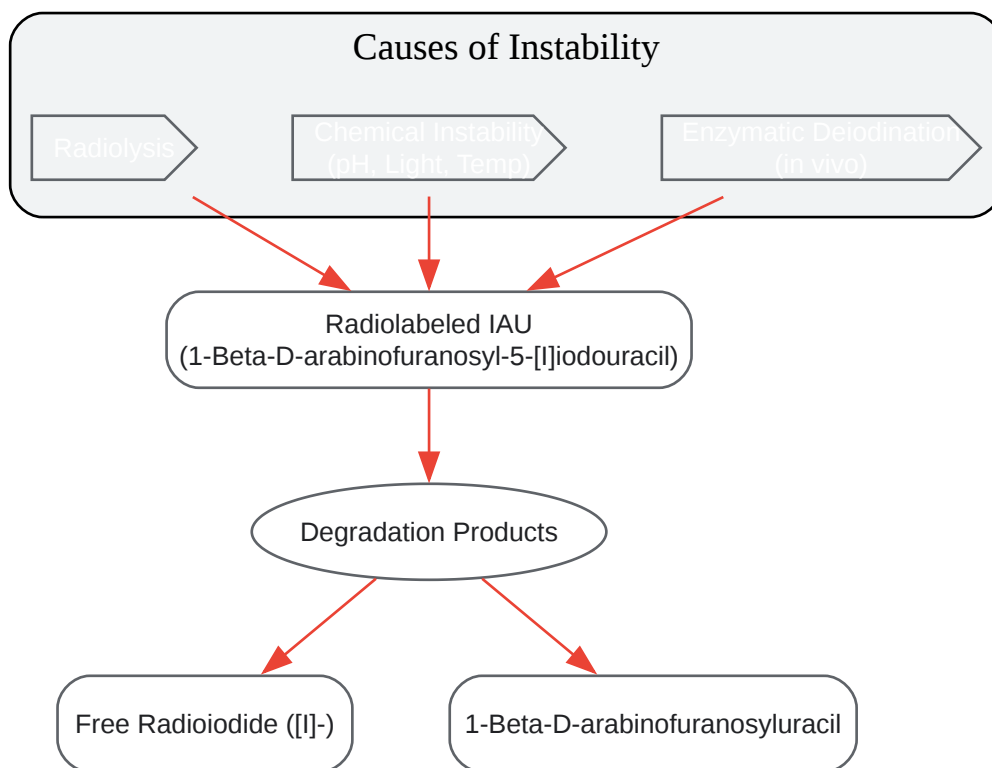 Causes of Instability
Radiolysis
Chemical Instability
(pH, Light, Temp)
Enzymatic Deiodination
(in vivo)
Radiolabeled IAU
(1-Beta-D-arabinofuranosyl-5-[I]iodouracil)
Degradation Products
Free Radioiodide ([I]-)
1-Beta-D-arabinofuranosyluracil